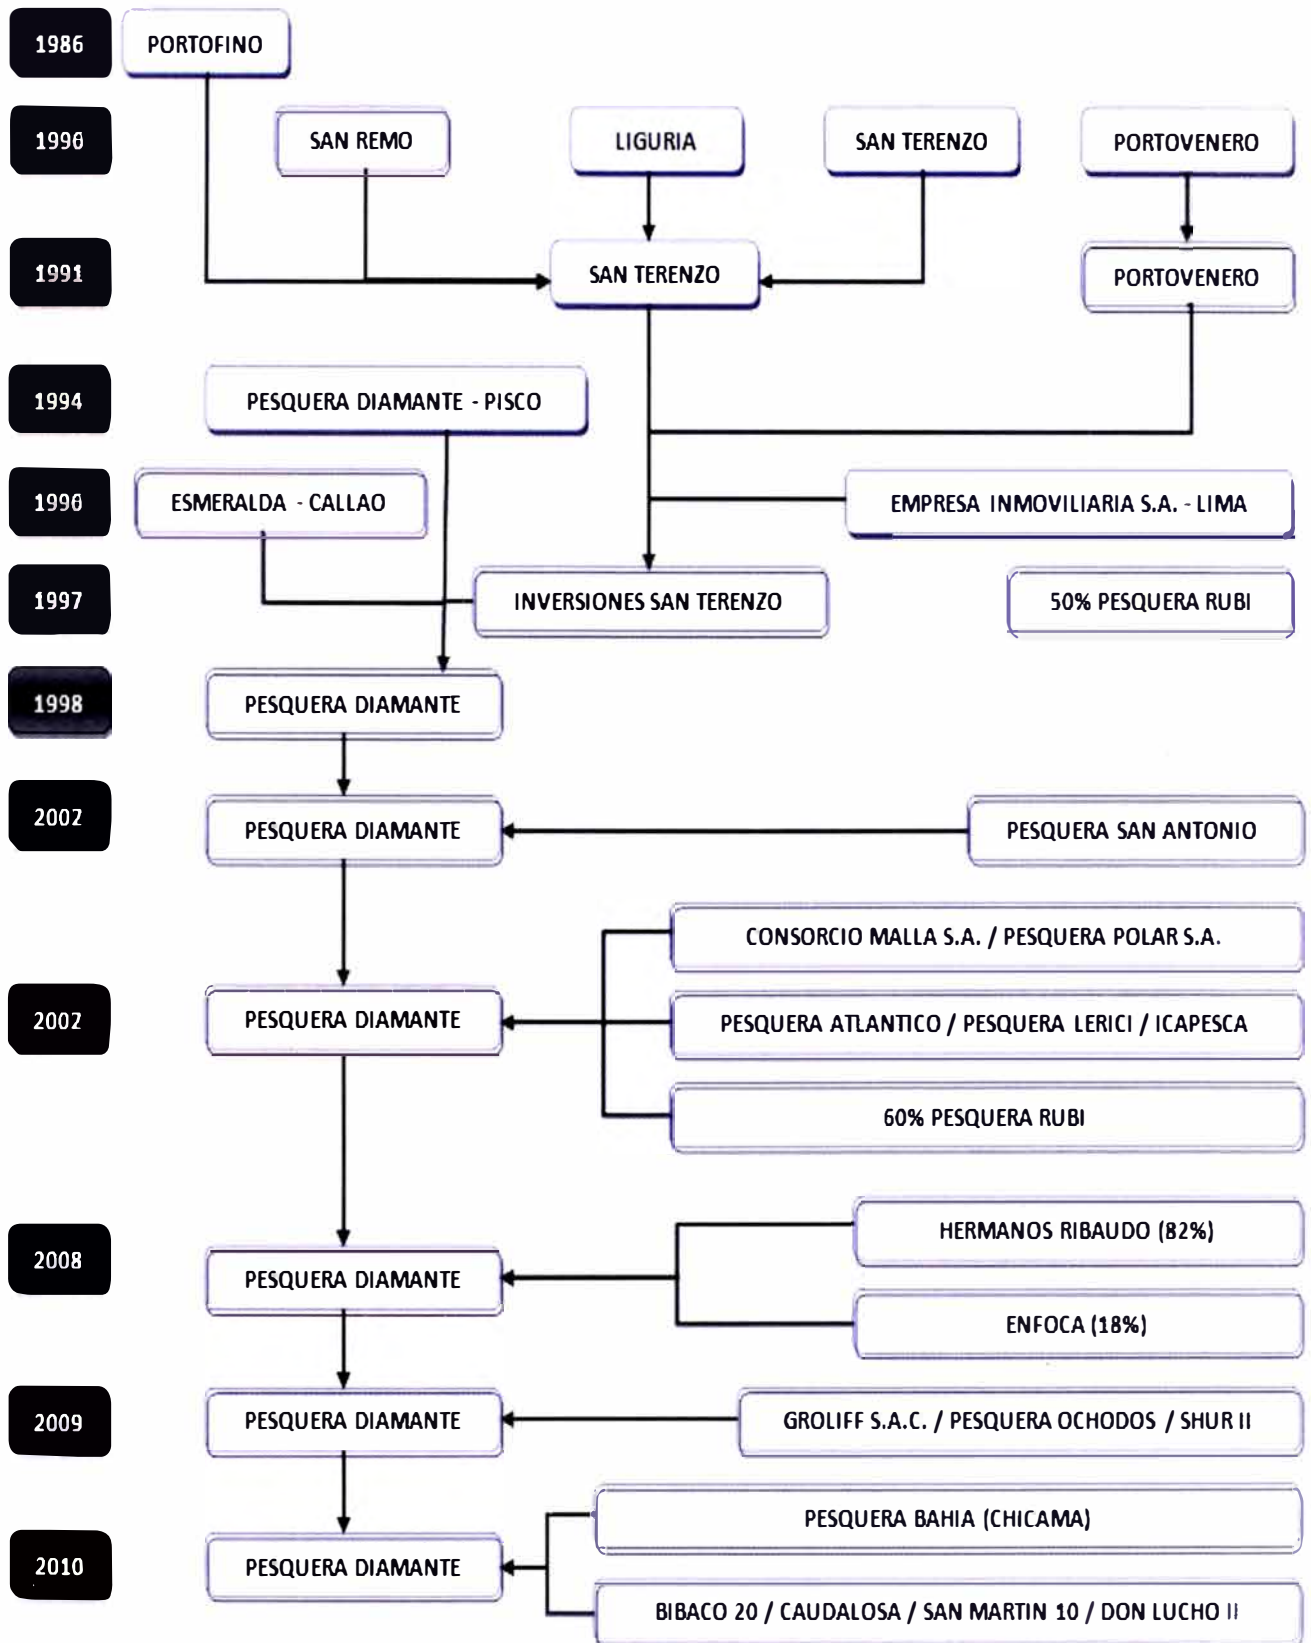 1986 PORTOFINO
1990 SAN REMO LIGURIA SAN TERENZO PORTOVENERO
1991 SAN TERENZO PORTOVENERO
1994 PESQUERA DIAMANTE - PISCO
1996 ESMERALDA - CALLAO EMPRESA INMOVILIARIA S.A. - LIMA
1997 INVERSIONES SAN TERENZO 50% PESQUERA RUBI
1998 PESQUERA DIAMANTE
2002 PESQUERA DIAMANTE PESQUERA SAN ANTONIO
CONSORCIO MALLA S.A. / PESQUERA POLAR S.A.
2002 PESQUERA DIAMANTE PESQUERA ATLANTICO / PESQUERA LERICI / ICAPESCA
60% PESQUERA RUBI
HERMANOS RIBAUDO (82%)
2008 PESQUERA DIAMANTE
ENFOCA (18%)
2009 PESQUERA DIAMANTE GROLIFF S.A.C. / PESQUERA OCHODOS / SHUR II
PESQUERA BAHIA (CHICAMA)
2010 PESQUERA DIAMANTE
BIBACO 20 / CAUDALOSA / SAN MARTIN 10 / DON LUCHO II